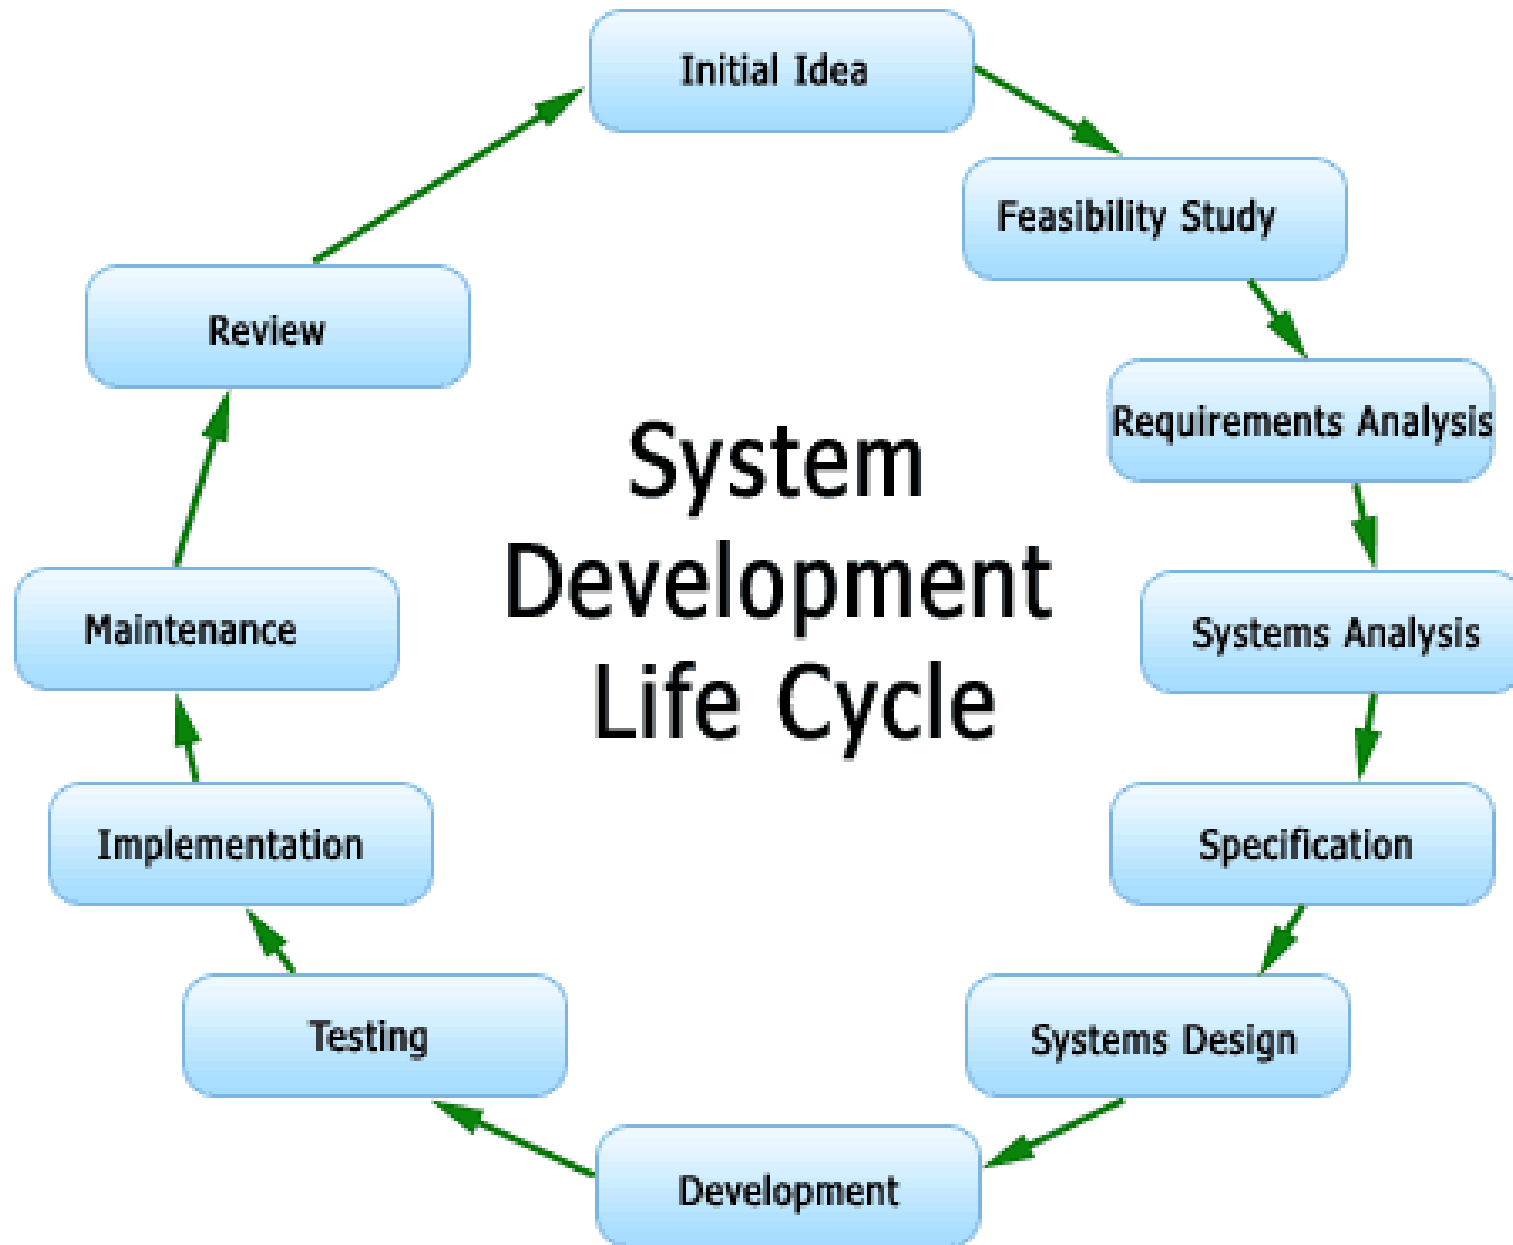 Initial Idea
Feasibility Study
Requirements Analysis
Systems Analysis
Specification
Systems Design
Development
Testing
Implementation
Maintenance
Review
System
Development
Life Cycle